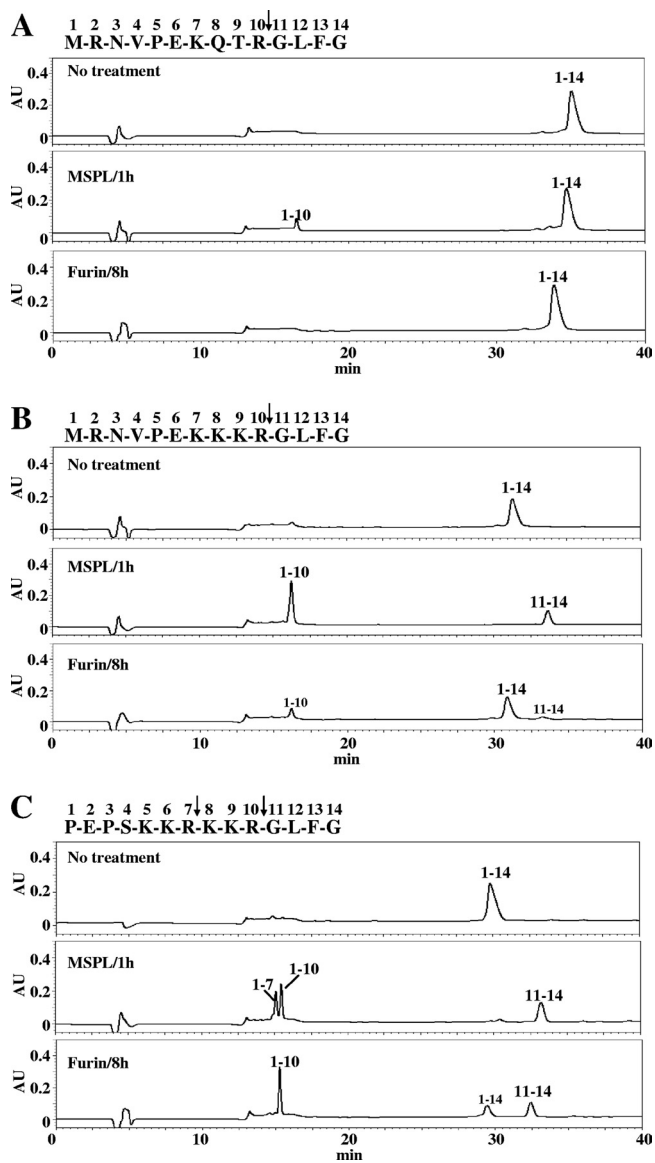 A
1 2 3 4 5 6 7 8 9 10 11 12 13 14
M-R-N-V-P-E-K-Q-T-R-G-L-F-G
No treatment
1-14
0.4
0.2
0
AU
MSPL/1h
1-10
1-14
0.4
0.2
0
AU
Furin/8h
1-14
0.4
0.2
0
AU
0 10 20 30 40
min
B
1 2 3 4 5 6 7 8 9 10 11 12 13 14
M-R-N-V-P-E-K-K-K-R-G-L-F-G
No treatment
1-14
0.4
0.2
0
AU
MSPL/1h
1-10
11-14
0.4
0.2
0
AU
Furin/8h
1-10
1-14
11-14
0.4
0.2
0
AU
0 10 20 30 40
min
C
1 2 3 4 5 6 7 8 9 10 11 12 13 14
P-E-P-S-K-K-R-K-K-R-G-L-F-G
No treatment
1-14
0.4
0.2
0
AU
MSPL/1h
1-7
1-10
11-14
0.4
0.2
0
AU
Furin/8h
1-10
1-14
11-14
0.4
0.2
0
AU
0 10 20 30 40
min